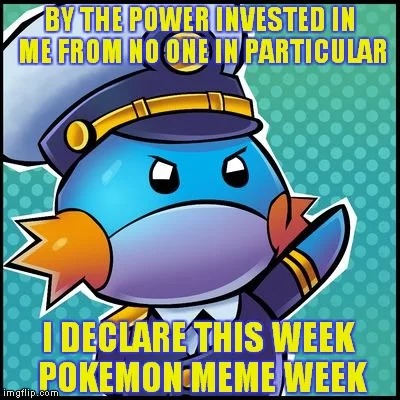 BY THE POWER INVESTED IN
ME FROM NO ONE IN PARTICULAR
I DECLARE THIS WEEK
POKEMON MEME WEEK
imgflip.com